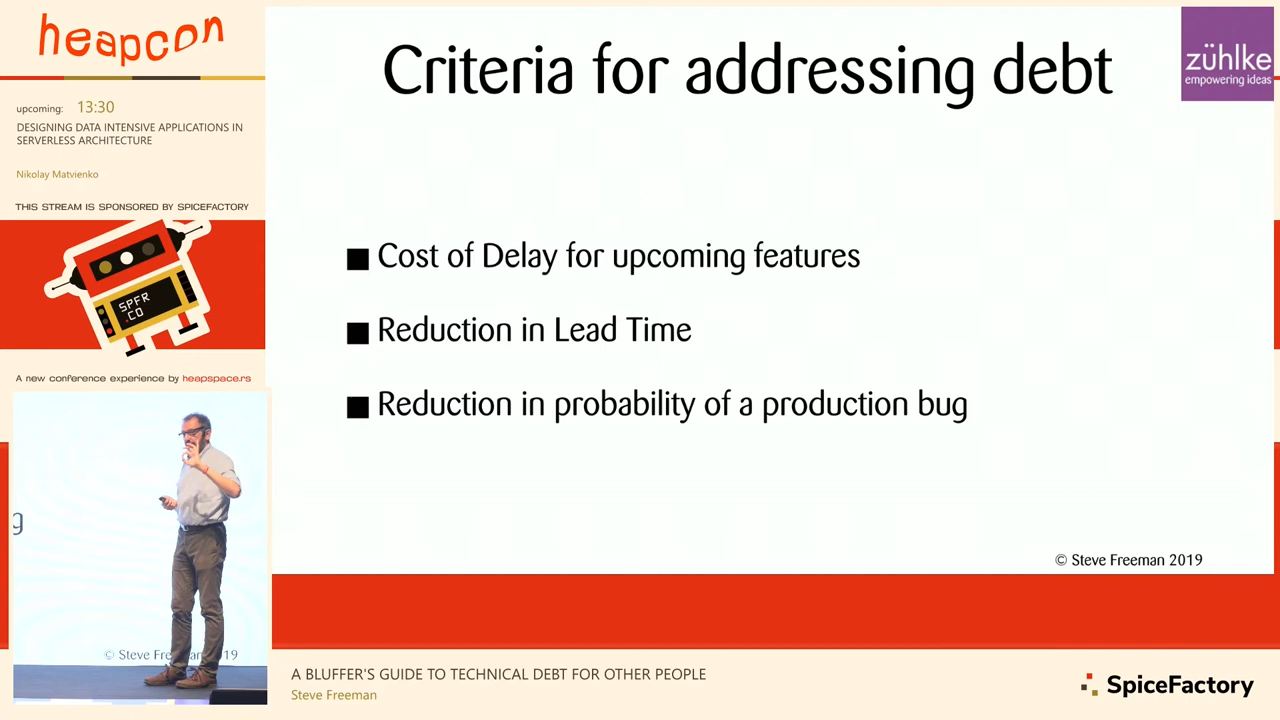 heapcon
upcoming: 13:30
DESIGNING DATA INTENSIVE APPLICATIONS IN
SERVERLESS ARCHITECTURE
Nikolay Matvienko
THIS STREAM IS SPONSORED BY SPICEFACTORY
SPFR
.CO
A new conference experience by heapspace.rs
g
© Steve Freeman 2019
Criteria for addressing debt
zühlke
empowering ideas
■ Cost of Delay for upcoming features
■ Reduction in Lead Time
■ Reduction in probability of a production bug
© Steve Freeman 2019
A BLUFFER'S GUIDE TO TECHNICAL DEBT FOR OTHER PEOPLE
Steve Freeman
SpiceFactory